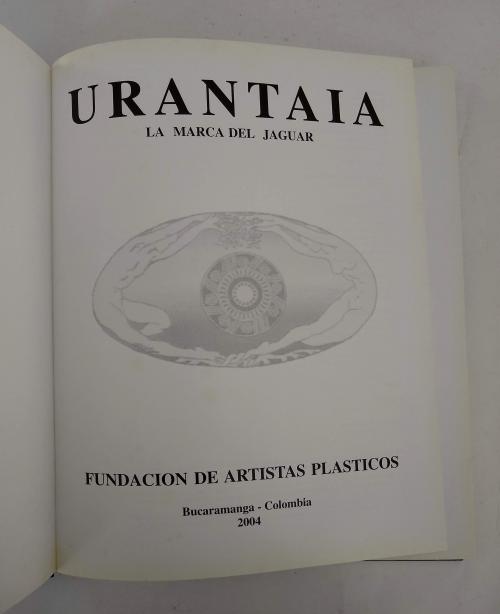 URANTAIA
LA MARCA DEL JAGUAR
FUNDACION DE ARTISTAS PLASTICOS
Bucaramanga - Colombia
2004